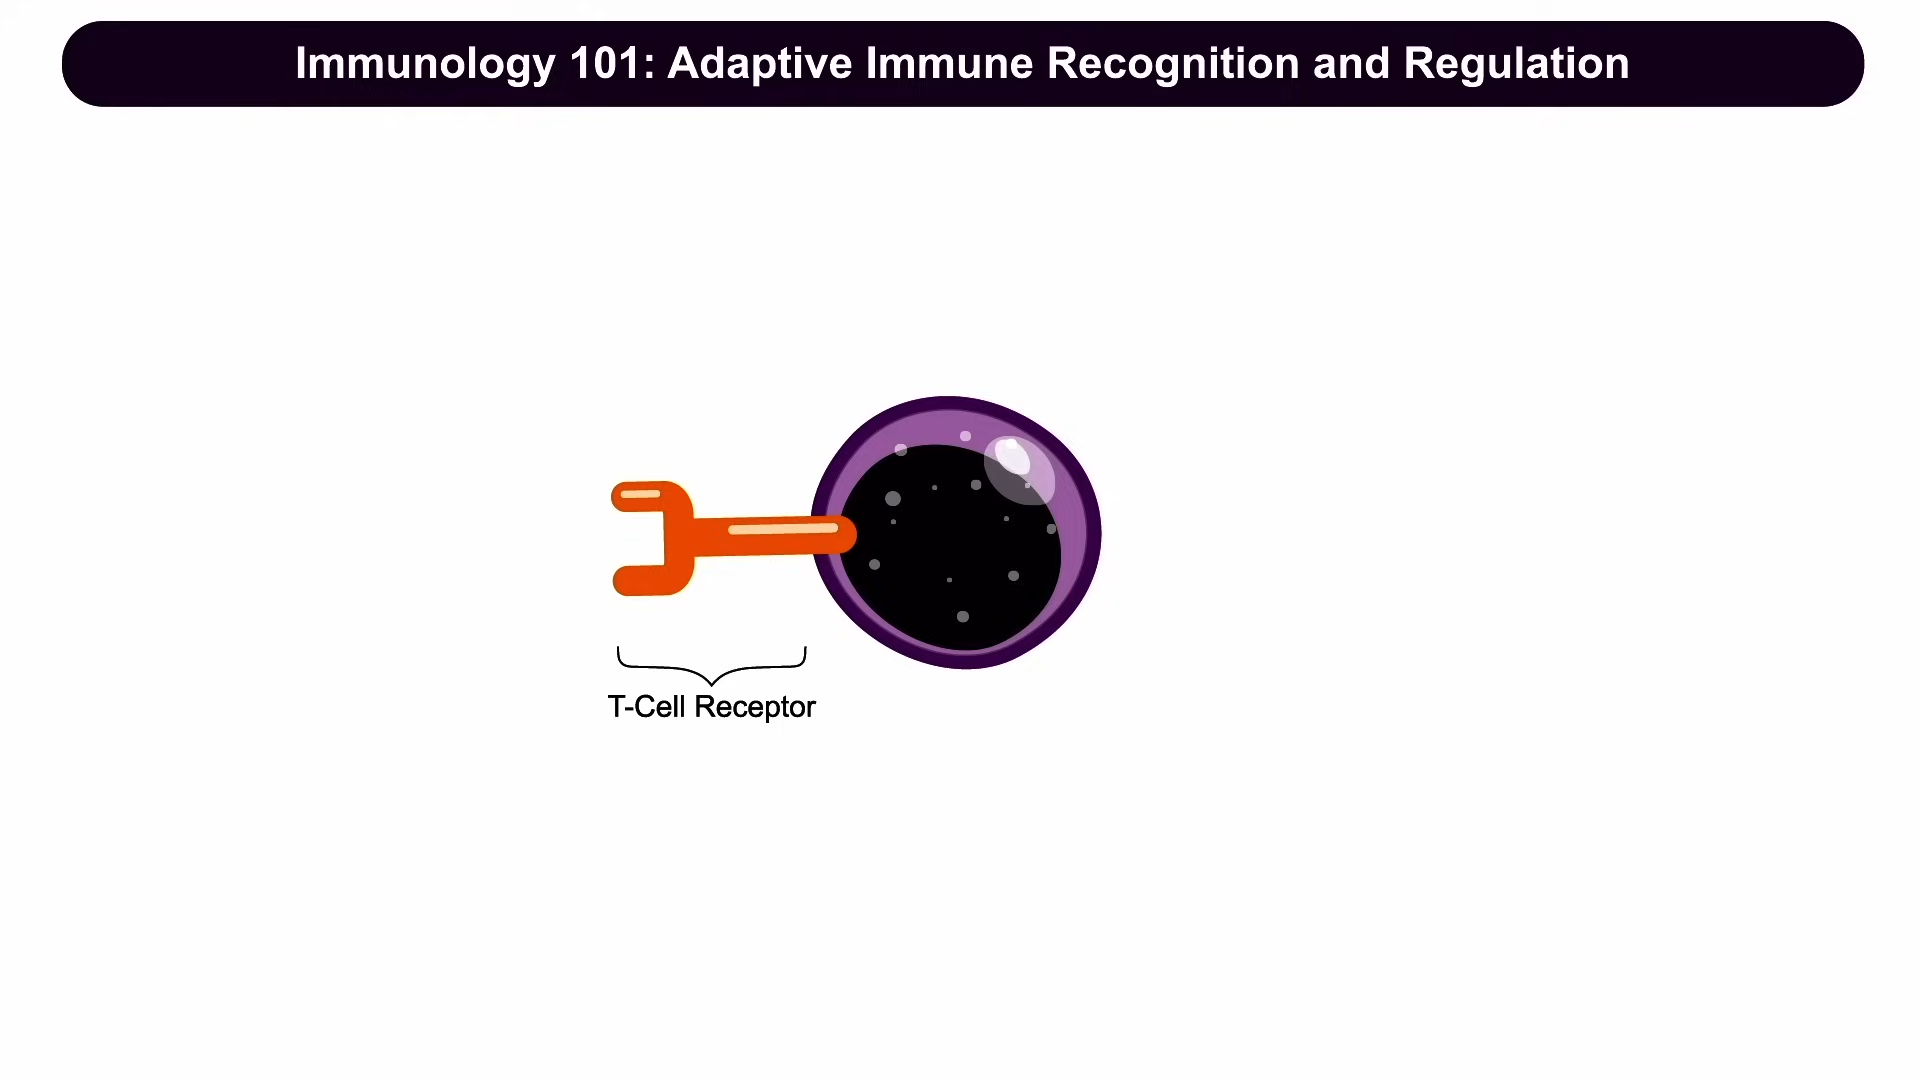 Immunology 101: Adaptive Immune Recognition and Regulation
T-Cell Receptor